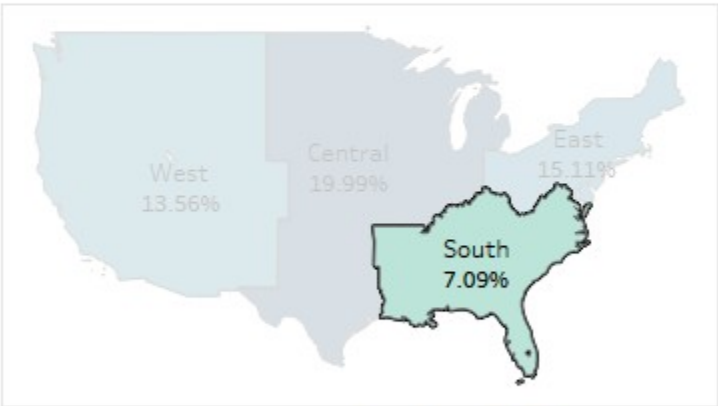 West
13.56%
Central
19.99%
East
15.11%
South
7.09%